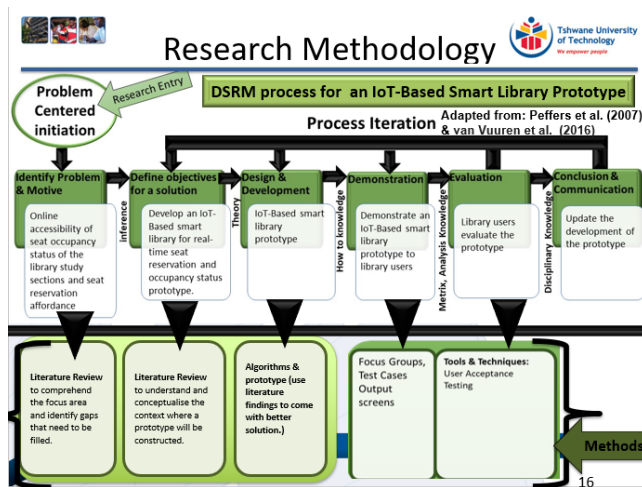 Tshwane University
of Technology
We empower people
Research Methodology
Problem
Centered
initiation
Research Entry
DSRM process for an IoT-Based Smart Library Prototype
Process Iteration
Adapted from: Peffers et al. (2007)
& van Vuuren et al. (2016)
Identify Problem
& Motive
Online
accessibility of
seat occupancy
status of the
library study
sections and seat
reservation
affordance
inference
Define objectives
for a solution
Develop an IoT-
Based smart
library for real-
time seat
reservation and
occupancy status
prototype.
Theory
Design &
Development
IoT-Based smart
library
prototype
How to knowledge
Demonstration
Demonstrate an
IoT-Based smart
library
prototype to
library users
Metrix, Analysis Knowledge
Evaluation
Library users
evaluate the
prototype
Disciplinary Knowledge
Conclusion &
Communication
Update the
development of
the prototype
Literature Review
to comprehend
the focus area
and identify gaps
that need to be
filled.
Literature Review
to understand and
conceptualise the
context where a
prototype will be
constructed.
Algorithms &
prototype (use
literature
findings to come
with better
solution.)
Focus Groups,
Test Cases
Output
screens
Tools & Techniques:
User Acceptance
Testing
Methods
16